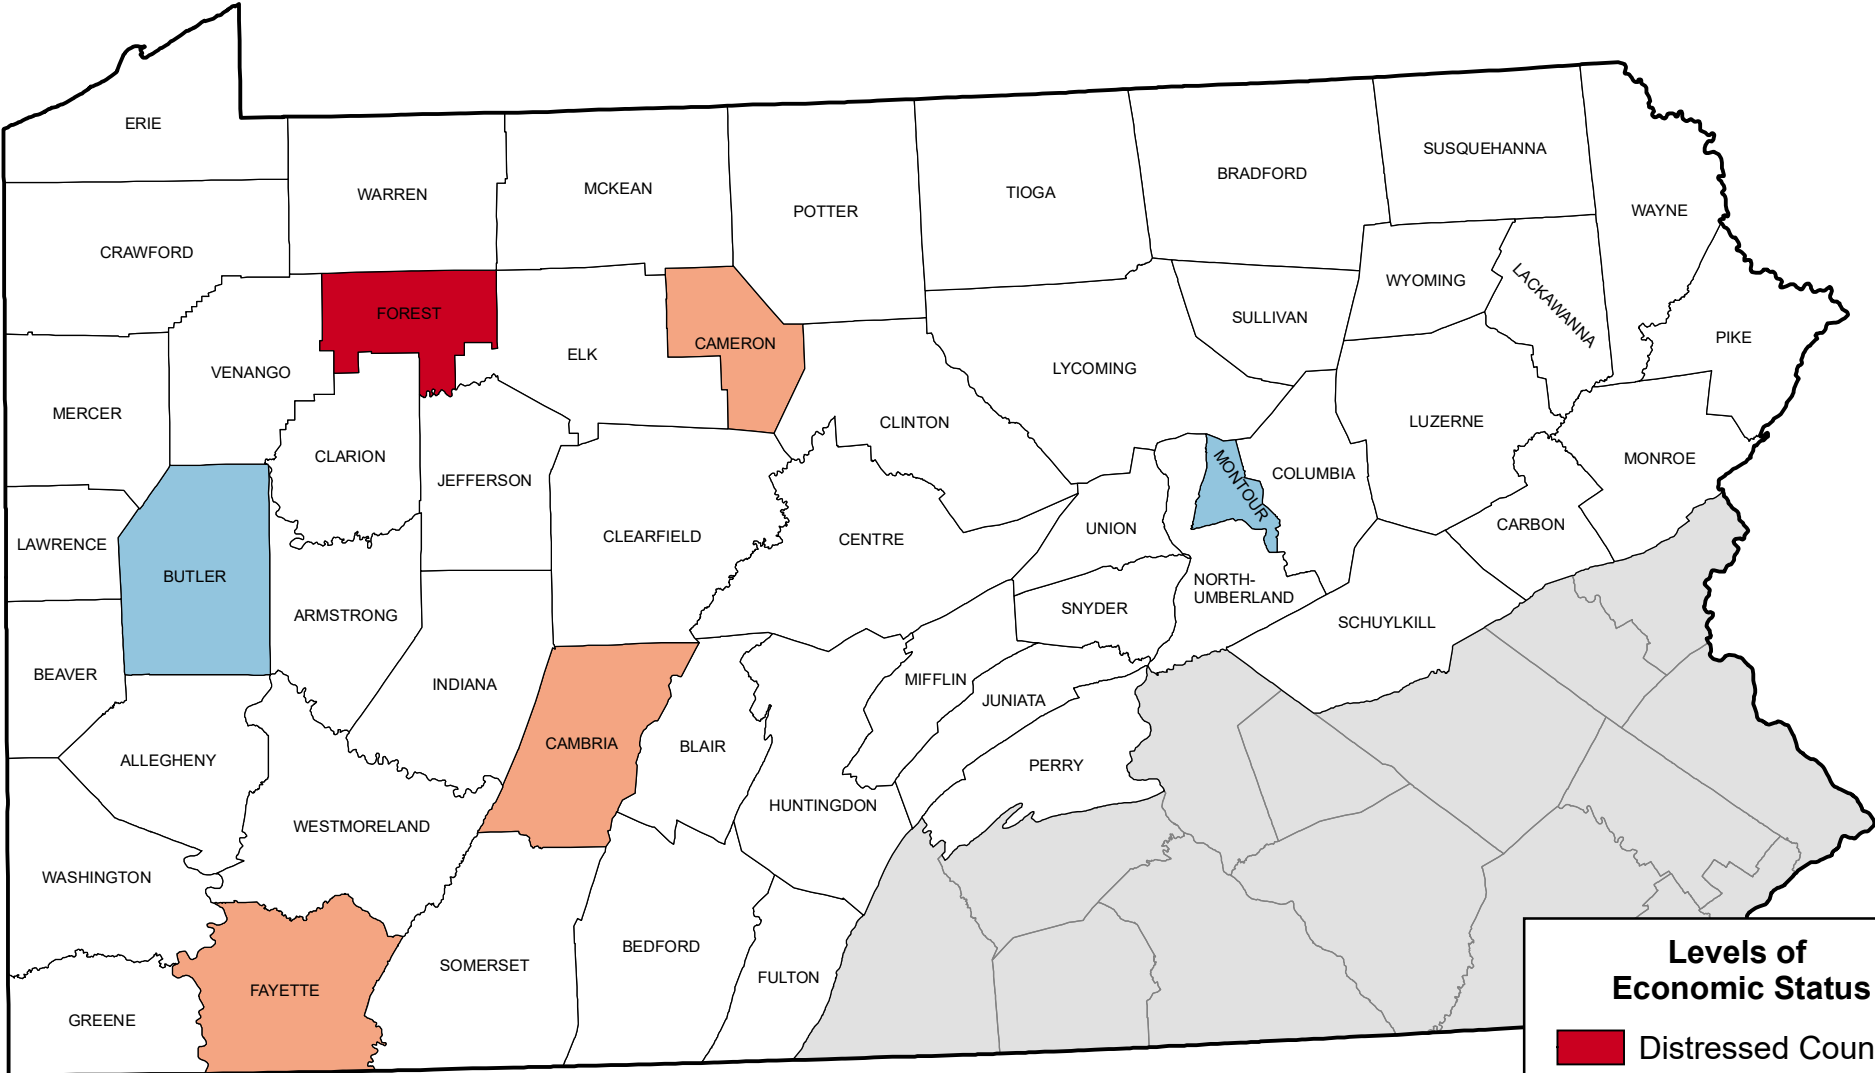 ERIE
WARREN
MCKEAN
POTTER
TIOGA
BRADFORD
SUSQUEHANNA
WAYNE
CRAWFORD
FOREST
ELK
CAMERON
SULLIVAN
WYOMING
LACKAWANNA
PIKE
VENANGO
MERCER
CLARION
JEFFERSON
CLINTON
LYCOMING
MONTOUR
COLUMBIA
LUZERNE
MONROE
LAWRENCE
BUTLER
CLEARFIELD
CENTRE
UNION
CARBON
ARMSTRONG
SNYDER
NORTH-
UMBERLAND
SCHUYLKILL
BEAVER
INDIANA
MIFFLIN
JUNIATA
ALLEGHENY
CAMBRIA
BLAIR
PERRY
HUNTINGDON
WESTMORELAND
WASHINGTON
SOMERSET
BEDFORD
FULTON
FAYETTE
GREENE
Levels of
Economic Status
Distressed Coun